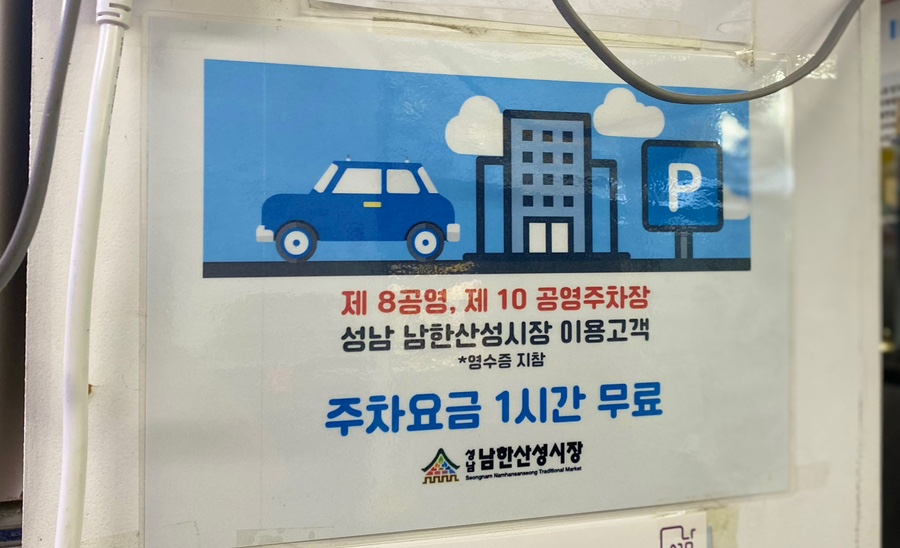 P
제 8공영, 제 10 공영주차장
성남 남한산성시장 이용고객
*영수증 지참
주차요금 1시간 무료
성남 남한산성시장
Seongnam Namhansanseong Traditional Market